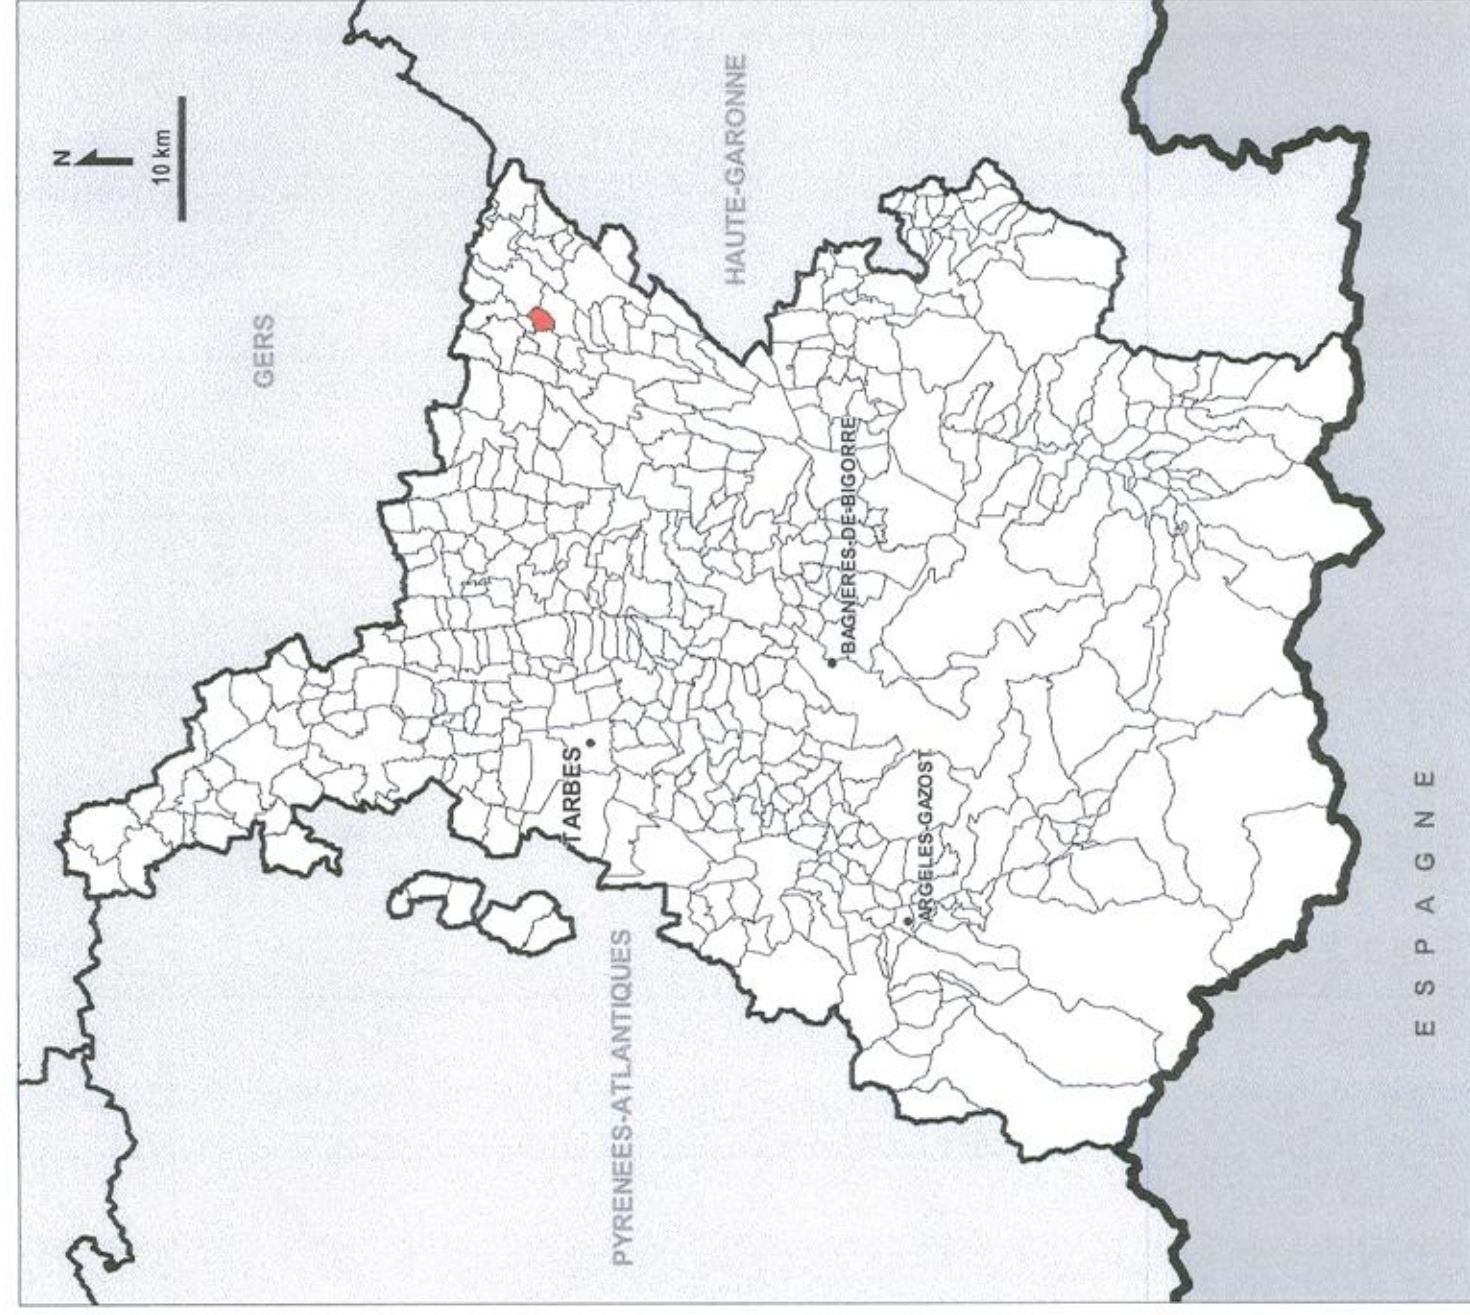 N
10 km
GERS
HAUTE-GARONNE
TARBES
BAGNERES-DE-BIGORRE
ARGELES-GAZOST
PYRENEES-ATLANTIQUES
ESPAGNE